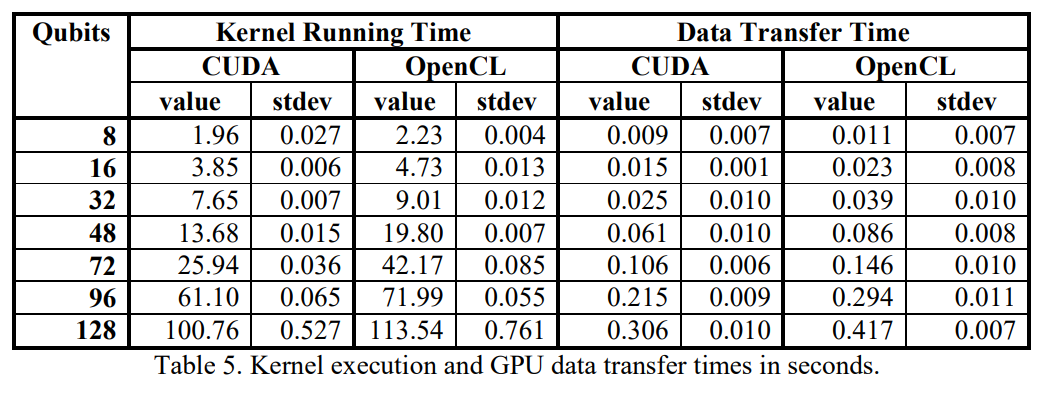 Qubits Kernel Running Time Data Transfer Time
CUDA OpenCL CUDA OpenCL
value stdev value stdev value stdev value stdev
8 1.96 0.027 2.23 0.004 0.009 0.007 0.011 0.007
16 3.85 0.006 4.73 0.013 0.015 0.001 0.023 0.008
32 7.65 0.007 9.01 0.012 0.025 0.010 0.039 0.010
48 13.68 0.015 19.80 0.007 0.061 0.010 0.086 0.008
72 25.94 0.036 42.17 0.085 0.106 0.006 0.146 0.010
96 61.10 0.065 71.99 0.055 0.215 0.009 0.294 0.011
128 100.76 0.527 113.54 0.761 0.306 0.010 0.417 0.007
Table 5. Kernel execution and GPU data transfer times in seconds.